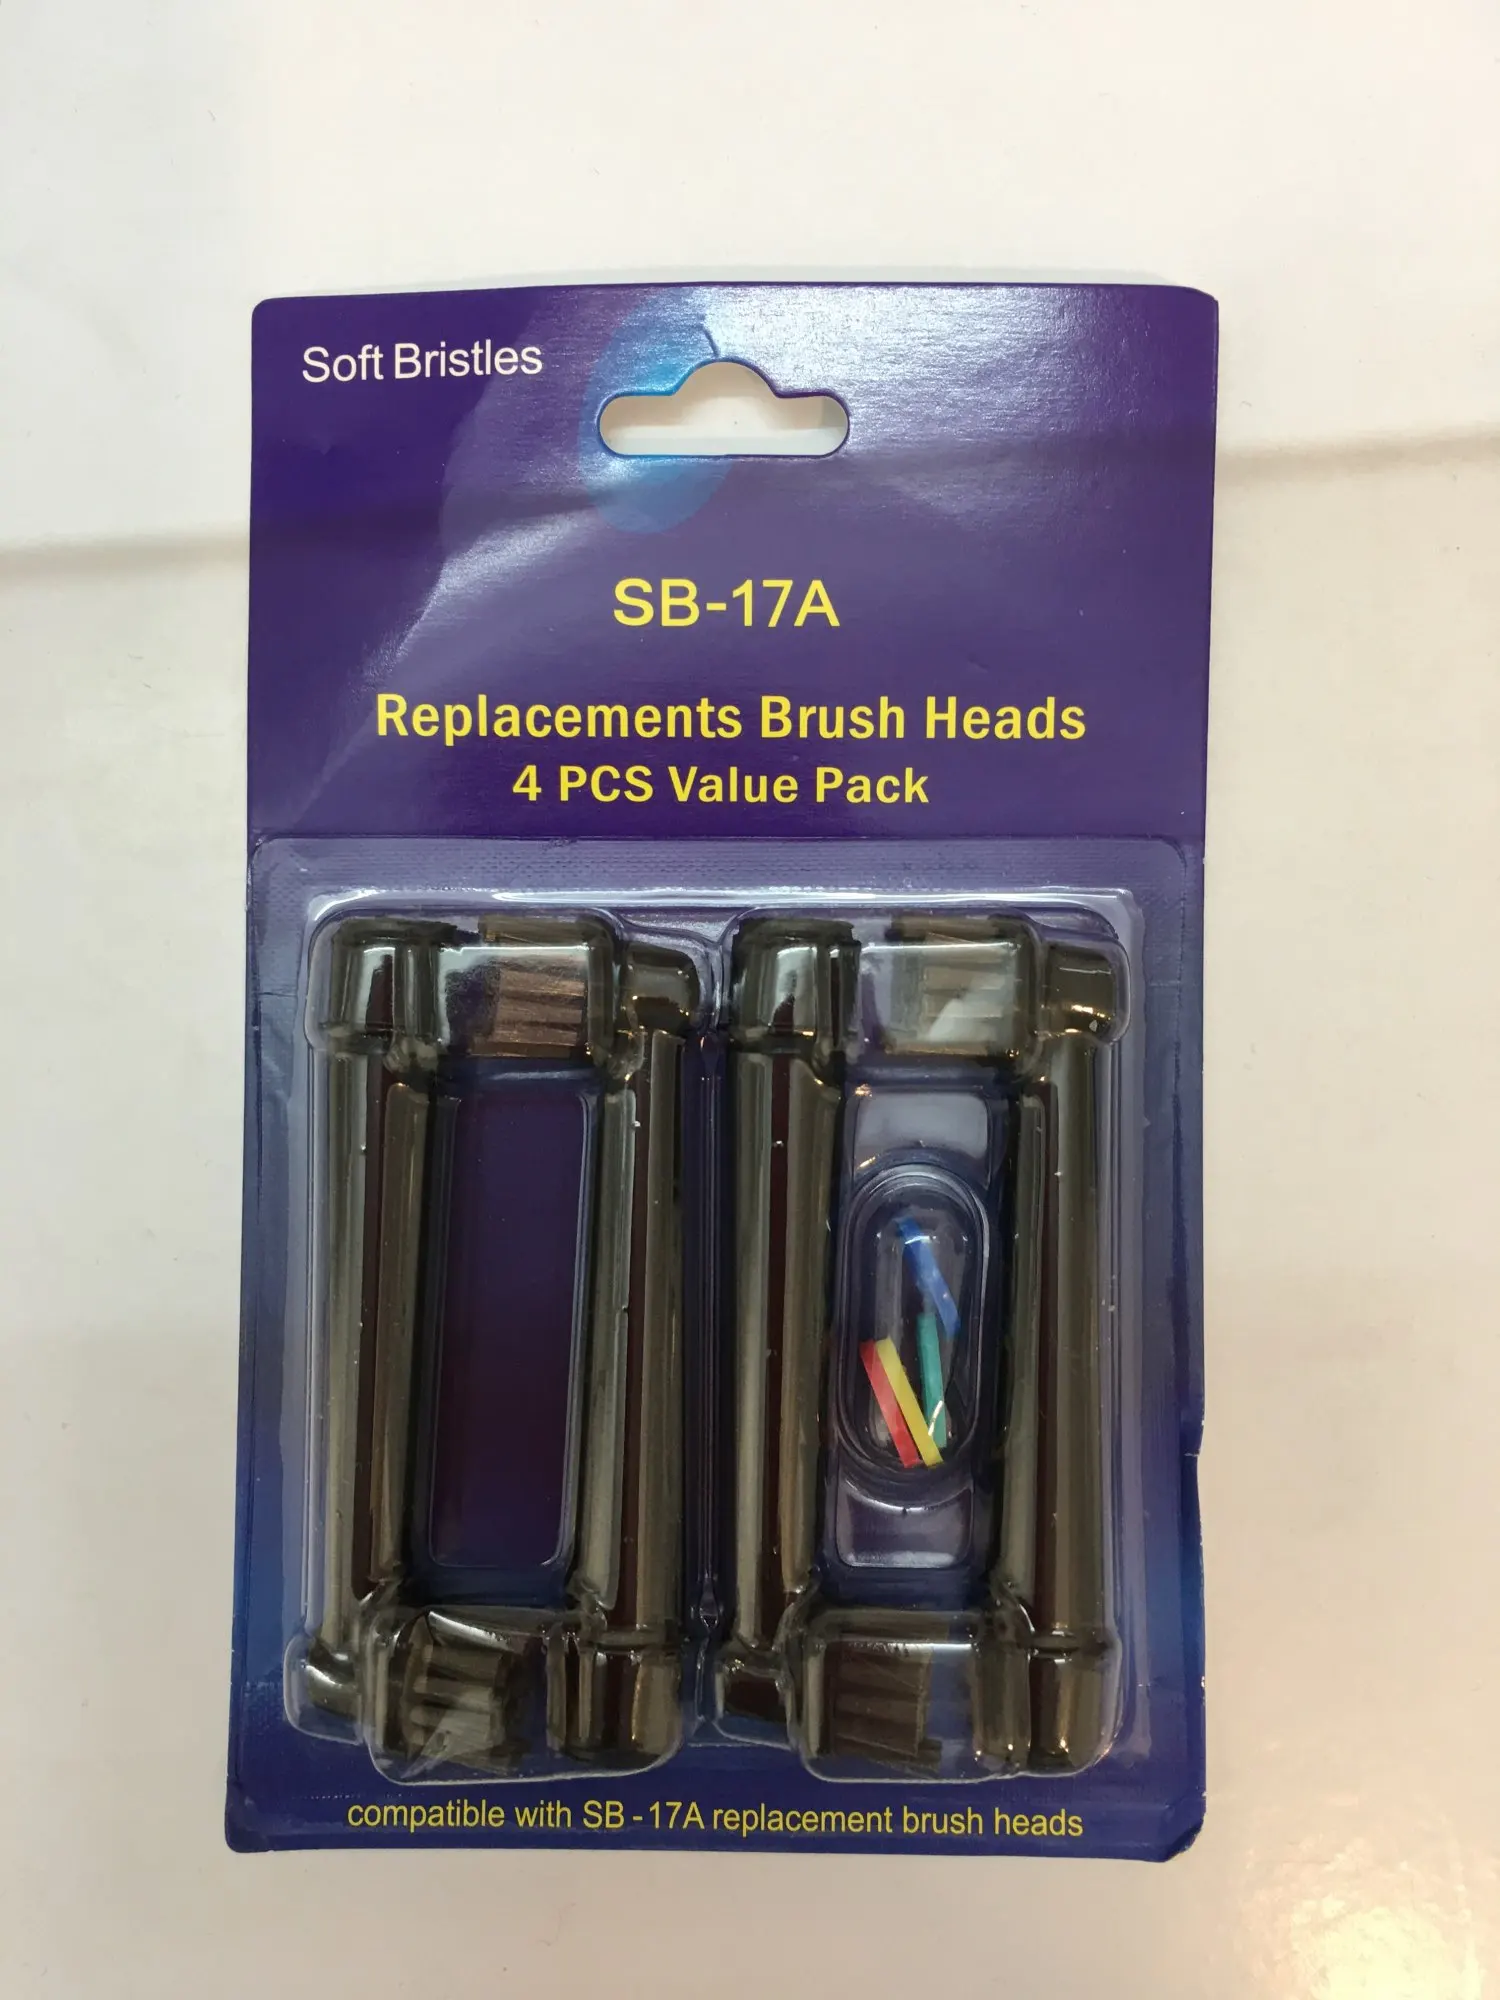 Soft Bristles
SB-17A
Replacements Brush Heads
4 PCS Value Pack
compatible with SB-17A replacement brush heads